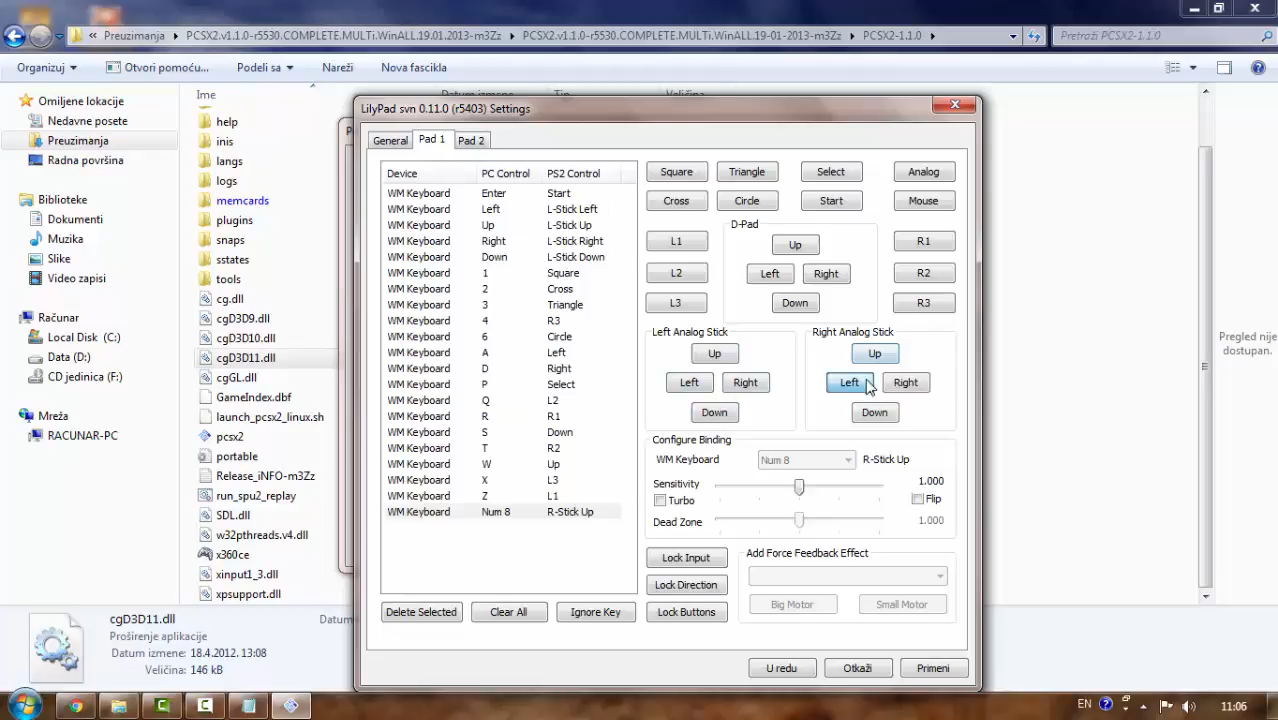 Preuzimanja
PCSX2.v1.1.0-r5530.COMPLETE.MULTi.WinALL.19.01.2013-m3Zz
PCSX2.v1.1.0-r5530.COMPLETE.MULTi.WinALL.19-01-2013-m3Zz
PCSX2-1.1.0
Pretraži PCSX2-1.1.0
Organizuj
Otvori pomoću...
Podeli sa
Nareži
Nova fascikla
Omiljene lokacije
Nedavne posete
Preuzimanja
Radna površina
Biblioteke
Dokumenti
Muzika
Slike
Video zapisi
Računar
Local Disk (C:)
Data (D:)
CD jedinica (F:)
Mreža
RACUNAR-PC
Ime
help
inis
langs
logs
memcards
plugins
snaps
sstates
tools
cg.dll
cgD3D9.dll
cgD3D10.dll
cgD3D11.dll
cgGL.dll
GameIndex.dbf
launch_pcsx2_linux.sh
pcsx2
portable
Release_iNFO-m3Zz
run_spu2_replay
SDL.dll
w32pthreads.v4.dll
x360ce
xinput1_3.dll
xpsupport.dll
LilyPad svn 0.11.0 (r5403) Settings
General
Pad 1
Pad 2
Device PC Control PS2 Control
WM Keyboard Enter Start
WM Keyboard Left L-Stick Left
WM Keyboard Up L-Stick Up
WM Keyboard Right L-Stick Right
WM Keyboard Down L-Stick Down
WM Keyboard 1 Square
WM Keyboard 2 Cross
WM Keyboard 3 Triangle
WM Keyboard 4 R3
WM Keyboard 6 Circle
WM Keyboard A Left
WM Keyboard D Right
WM Keyboard P Select
WM Keyboard Q L2
WM Keyboard R R1
WM Keyboard S Down
WM Keyboard T R2
WM Keyboard W Up
WM Keyboard X L3
WM Keyboard Z L1
WM Keyboard Num 8 R-Stick Up
Delete Selected
Clear All
Ignore Key
Square
Triangle
Select
Analog
Cross
Circle
Start
Mouse
D-Pad
L1
Up
R1
L2
Left
Right
R2
L3
Down
R3
Left Analog Stick
Up
Left
Right
Down
Right Analog Stick
Up
Left
Right
Down
Configure Binding
WM Keyboard
Num 8
R-Stick Up
Sensitivity
1.000
Turbo
Flip
Dead Zone
1.000
Lock Input
Lock Direction
Lock Buttons
Add Force Feedback Effect
Big Motor
Small Motor
U redu
Otkaži
Primeni
Pregled nije
dostupan.
cgD3D11.dll
Proširenje aplikacije
Datum izmene: 18.4.2012. 13:08
Veličina: 146 kB
EN
11:06